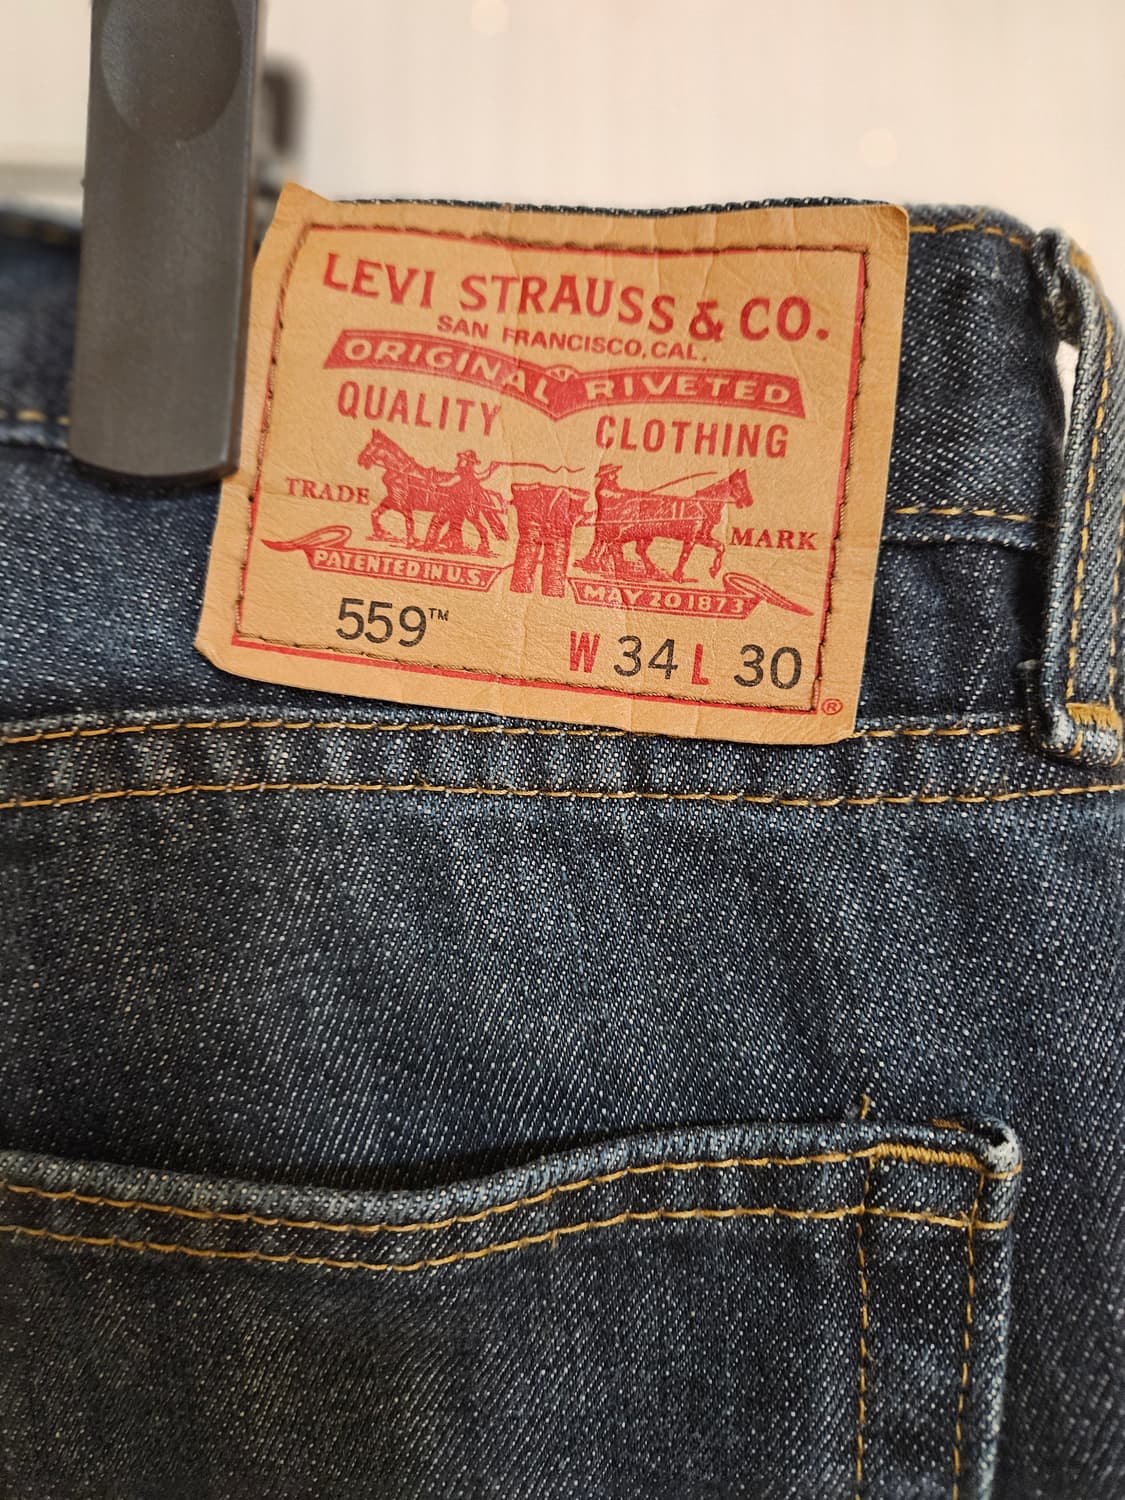 LEVI STRAUSS & CO.
SAN FRANCISCO, CAL.
ORIGINAL RIVETED
QUALITY CLOTHING
TRADE MARK
PATENTED IN U.S. MAY 20 1873
559™ W 34 L 30
®